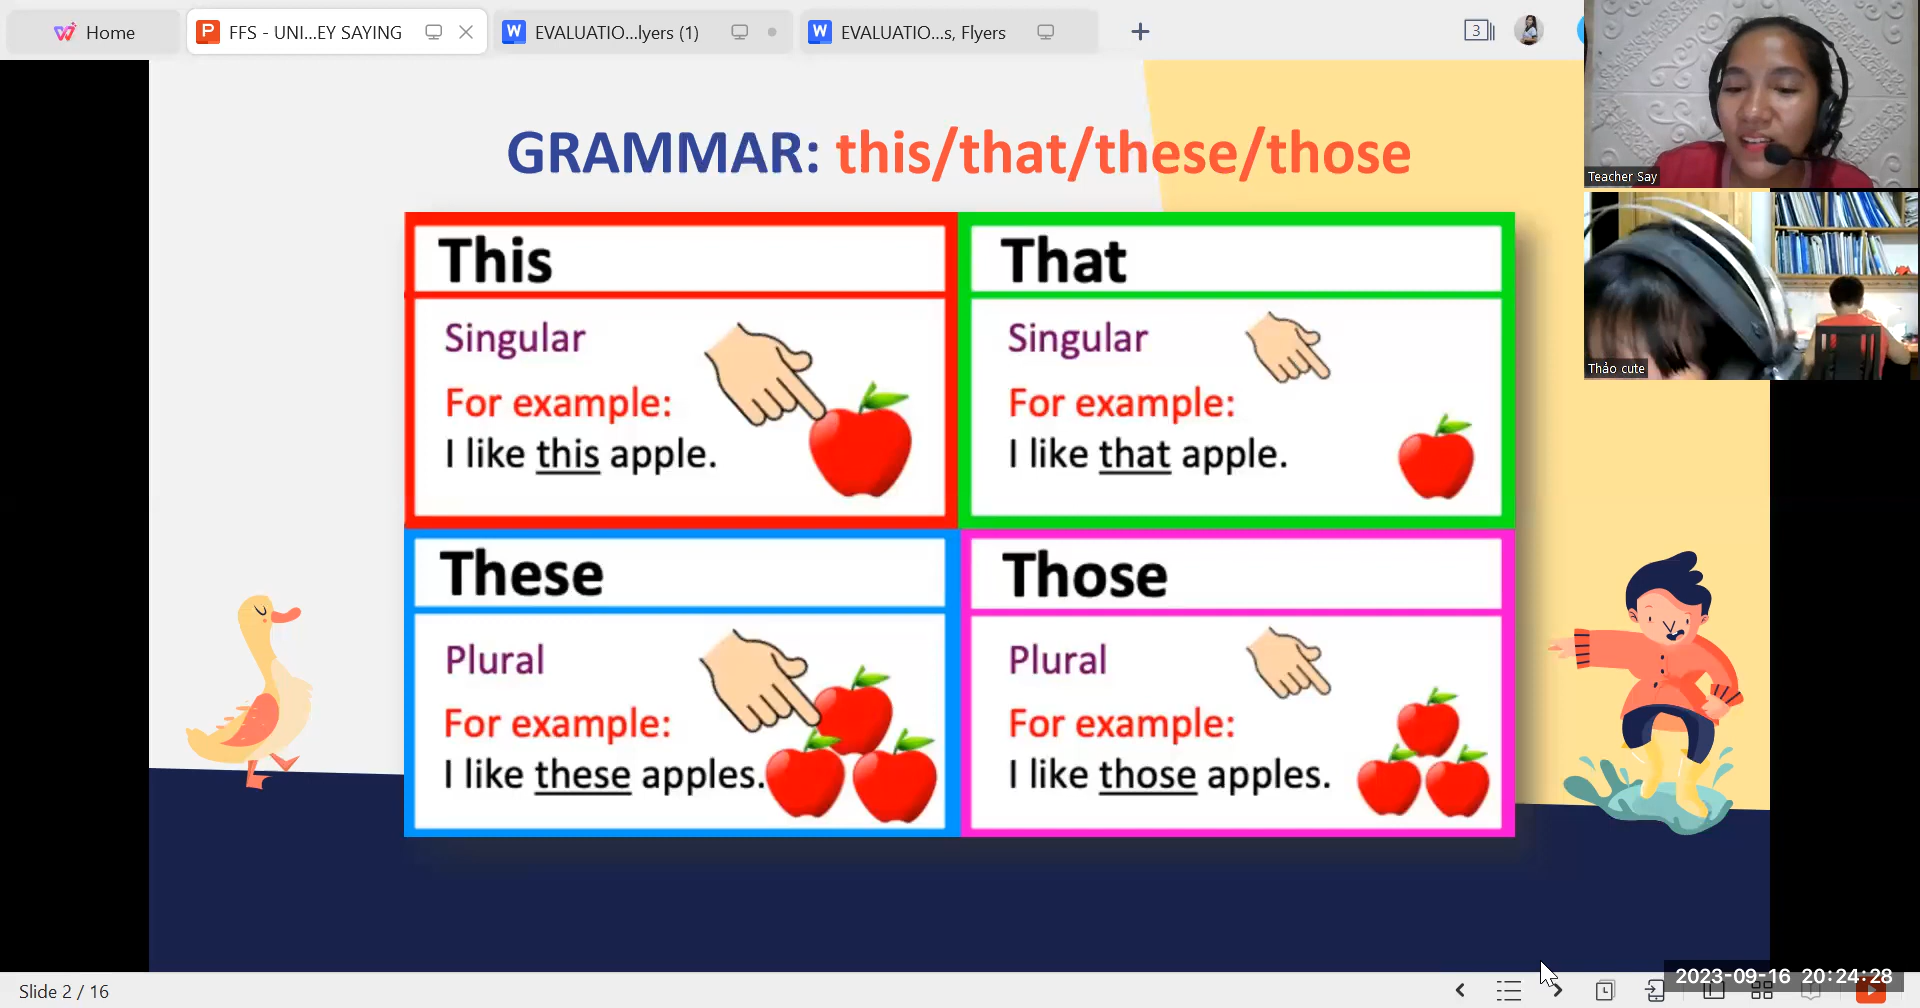 Home
FFS - UNI...EY SAYING
EVALUATIO...lyers (1)
EVALUATIO...s, Flyers
3
GRAMMAR: this/that/these/those
Teacher Say
Thảo cute
This
Singular
For example:
I like this apple.
That
Singular
For example:
I like that apple.
These
Plural
For example:
I like these apples.
Those
Plural
For example:
I like those apples.
Slide 2 / 16
2023-09-16 20:24:28